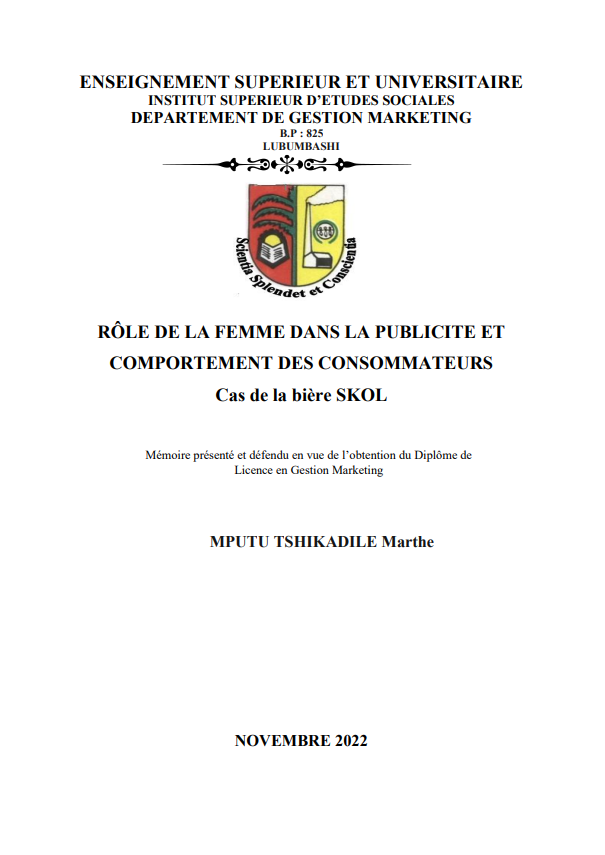 ENSEIGNEMENT SUPERIEUR ET UNIVERSITAIRE
INSTITUT SUPERIEUR D’ETUDES SOCIALES
DEPARTEMENT DE GESTION MARKETING
B.P : 825
LUBUMBASHI
Scientia Splendet et Conscientia
RÔLE DE LA FEMME DANS LA PUBLICITE ET
COMPORTEMENT DES CONSOMMATEURS
Cas de la bière SKOL
Mémoire présenté et défendu en vue de l’obtention du Diplôme de
Licence en Gestion Marketing
MPUTU TSHIKADILE Marthe
NOVEMBRE 2022